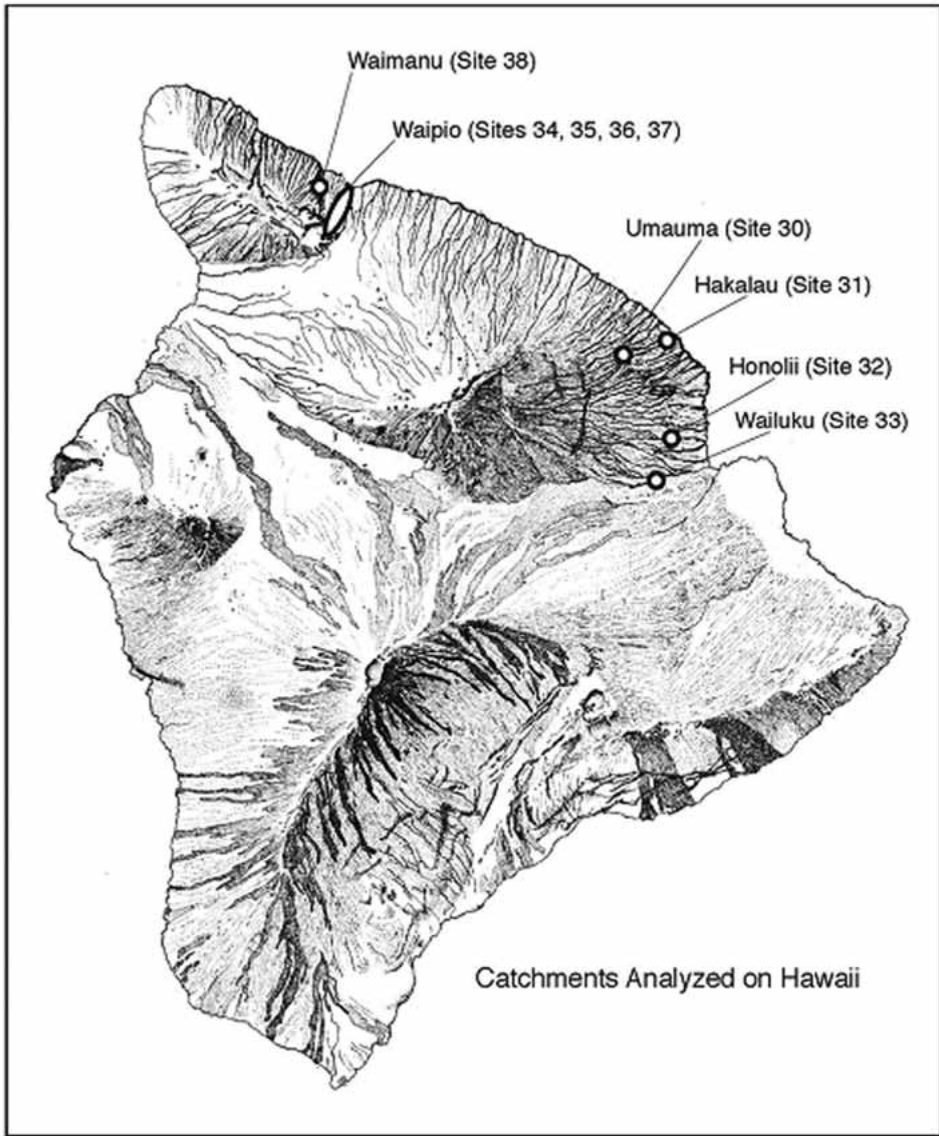 Waimanu (Site 38)
Waipio (Sites 34, 35, 36, 37)
Umauma (Site 30)
Hakalau (Site 31)
Honolii (Site 32)
Wailuku (Site 33)
Catchments Analyzed on Hawaii